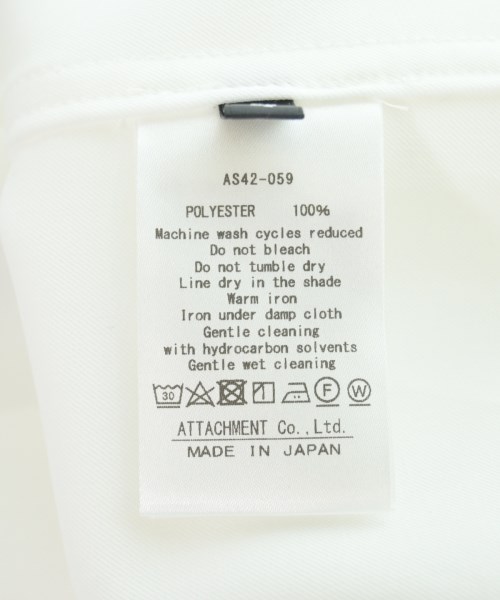 AS42-059
POLYESTER 100%
Machine wash cycles reduced
Do not bleach
Do not tumble dry
Line dry in the shade
Warm iron
Iron under damp cloth
Gentle cleaning
with hydrocarbon solvents
Gentle wet cleaning
30 F W
ATTACHMENT Co.,Ltd.
MADE IN JAPAN